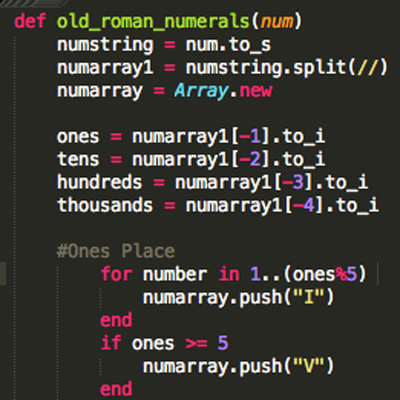 def old_roman_numerals(num)
    numstring = num.to_s
    numarray1 = numstring.split(//)
    numarray = Array.new

    ones = numarray1[-1].to_i
    tens = numarray1[-2].to_i
    hundreds = numarray1[-3].to_i
    thousands = numarray1[-4].to_i

    #Ones Place
        for number in 1..(ones%5)
            numarray.push("I")
        end
        if ones >= 5
            numarray.push("V")
        end